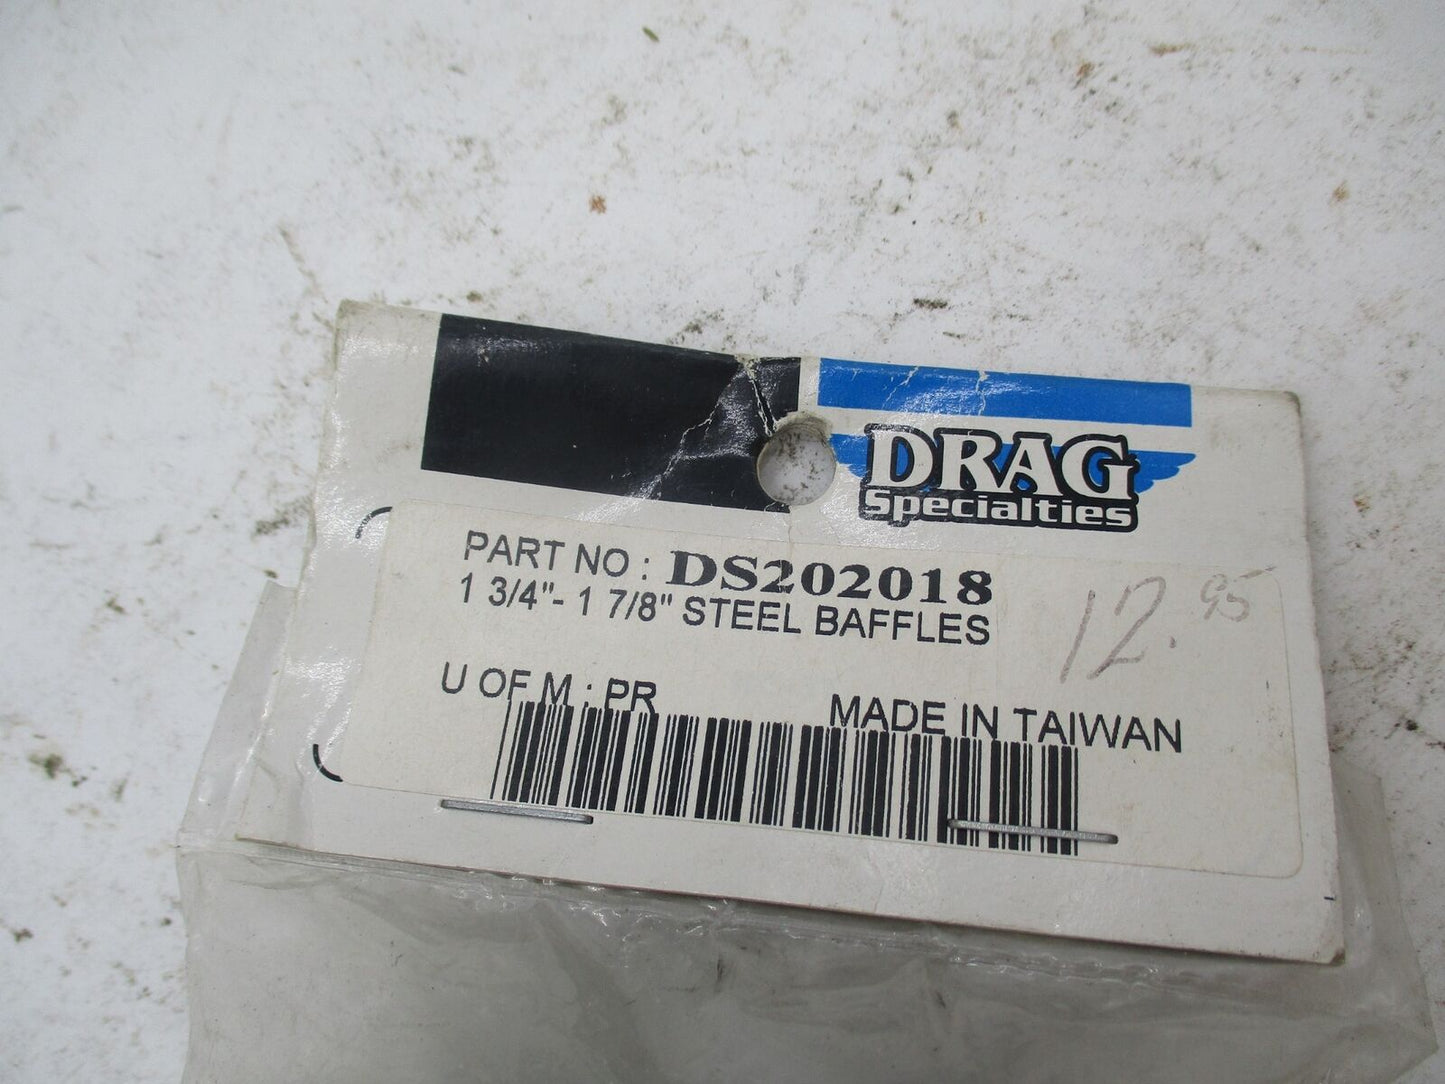 DRAG
Specialties
PART NO : DS202018
1 3/4"- 1 7/8" STEEL BAFFLES
12.95
U OF M : PR
MADE IN TAIWAN